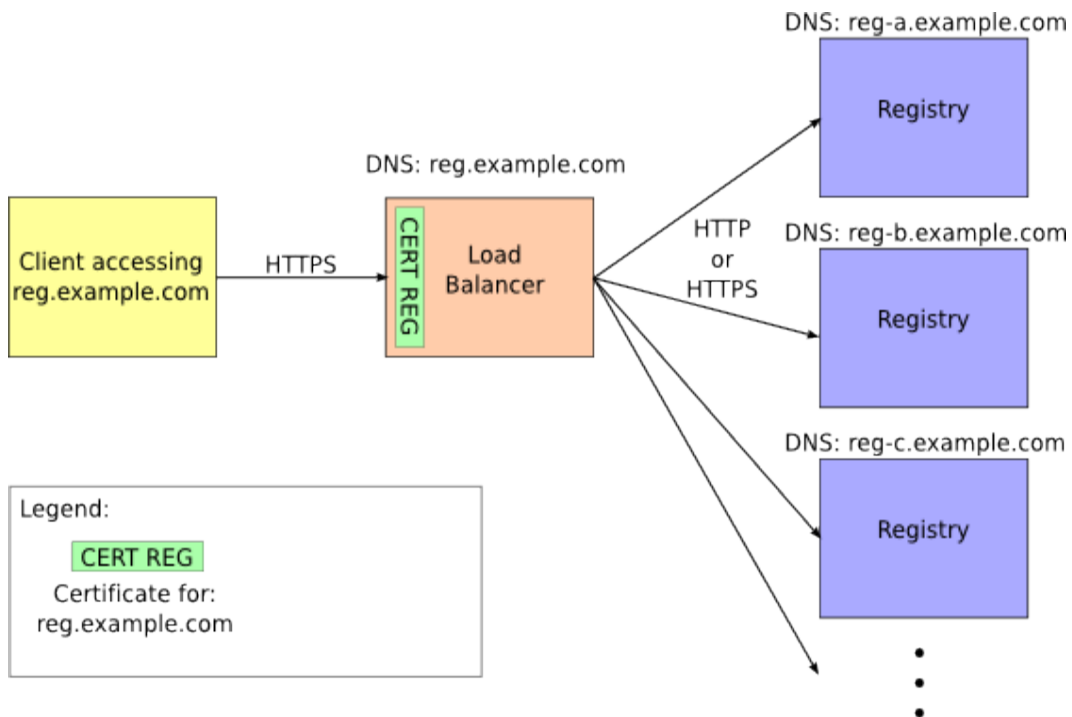 DNS: reg-a.example.com
Registry
DNS: reg.example.com
Client accessing
reg.example.com
HTTPS
CERT REG
Load
Balancer
HTTP
or
HTTPS
DNS: reg-b.example.com
Registry
DNS: reg-c.example.com
Registry
Legend:
CERT REG
Certificate for:
reg.example.com